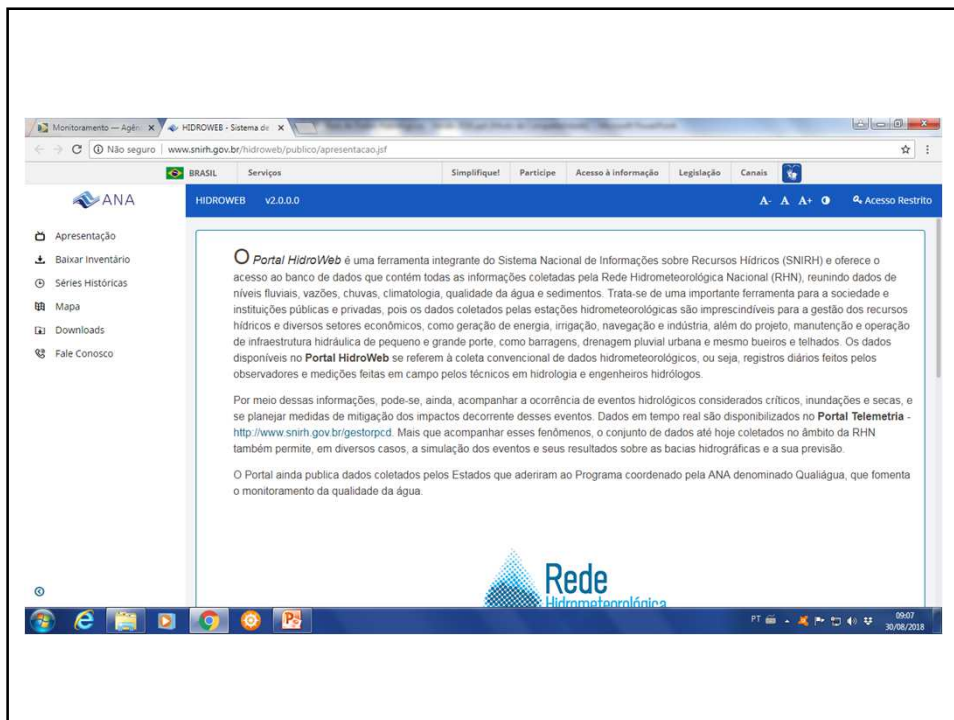 Monitoramento — Agên
HIDROWEB - Sistema de
Não seguro | www.snirh.gov.br/hidroweb/publico/apresentacao.jsf
BRASIL Serviços Simplifique! Participe Acesso à informação Legislação Canais
ANA HIDROWEB v2.0.0.0 A- A A+ Acesso Restrito
Apresentação
Baixar Inventário
Séries Históricas
Mapa
Downloads
Fale Conosco
O Portal HidroWeb é uma ferramenta integrante do Sistema Nacional de Informações sobre Recursos Hídricos (SNIRH) e oferece o
acesso ao banco de dados que contém todas as informações coletadas pela Rede Hidrometeorológica Nacional (RHN), reunindo dados de
níveis fluviais, vazões, chuvas, climatologia, qualidade da água e sedimentos. Trata-se de uma importante ferramenta para a sociedade e
instituições públicas e privadas, pois os dados coletados pelas estações hidrometeorológicas são imprescindíveis para a gestão dos recursos
hídricos e diversos setores econômicos, como geração de energia, irrigação, navegação e indústria, além do projeto, manutenção e operação
de infraestrutura hidráulica de pequeno e grande porte, como barragens, drenagem pluvial urbana e mesmo bueiros e telhados. Os dados
disponíveis no Portal HidroWeb se referem à coleta convencional de dados hidrometeorológicos, ou seja, registros diários feitos pelos
observadores e medições feitas em campo pelos técnicos em hidrologia e engenheiros hidrólogos.
Por meio dessas informações, pode-se, ainda, acompanhar a ocorrência de eventos hidrológicos considerados críticos, inundações e secas, e
se planejar medidas de mitigação dos impactos decorrente desses eventos. Dados em tempo real são disponibilizados no Portal Telemetria -
http://www.snirh.gov.br/gestorpcd. Mais que acompanhar esses fenômenos, o conjunto de dados até hoje coletados no âmbito da RHN
também permite, em diversos casos, a simulação dos eventos e seus resultados sobre as bacias hidrográficas e a sua previsão.
O Portal ainda publica dados coletados pelos Estados que aderiram ao Programa coordenado pela ANA denominado Qualiágua, que fomenta
o monitoramento da qualidade da água.
Rede
Hidrometeorológica
PT 09:07
30/08/2018